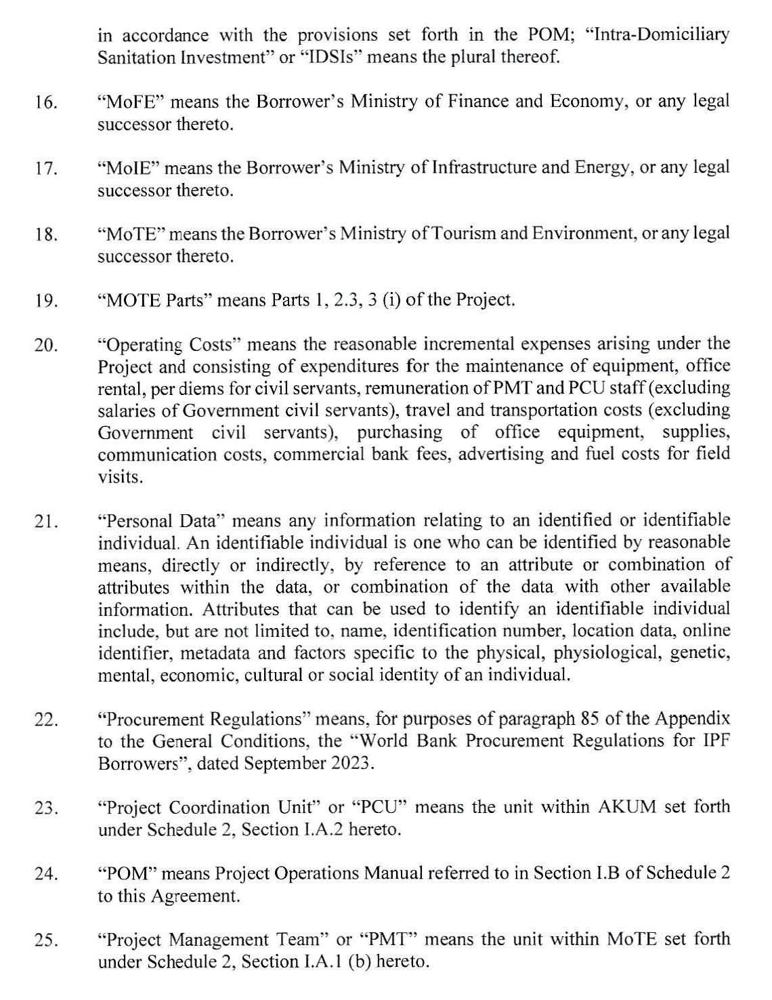 in accordance with the provisions set forth in the POM; “Intra-Domiciliary
Sanitation Investment” or “IDSIs” means the plural thereof.
16. “MoFE” means the Borrower’s Ministry of Finance and Economy, or any legal
successor thereto.
17. “MoIE” means the Borrower’s Ministry of Infrastructure and Energy, or any legal
successor thereto.
18. “MoTE” means the Borrower’s Ministry of Tourism and Environment, or any legal
successor thereto.
19. “MOTE Parts” means Parts 1, 2.3, 3 (i) of the Project.
20. “Operating Costs” means the reasonable incremental expenses arising under the
Project and consisting of expenditures for the maintenance of equipment, office
rental, per diems for civil servants, remuneration of PMT and PCU staff (excluding
salaries of Government civil servants), travel and transportation costs (excluding
Government civil servants), purchasing of office equipment, supplies,
communication costs, commercial bank fees, advertising and fuel costs for field
visits.
21. “Personal Data” means any information relating to an identified or identifiable
individual. An identifiable individual is one who can be identified by reasonable
means, directly or indirectly, by reference to an attribute or combination of
attributes within the data, or combination of the data with other available
information. Attributes that can be used to identify an identifiable individual
include, but are not limited to, name, identification number, location data, online
identifier, metadata and factors specific to the physical, physiological, genetic,
mental, economic, cultural or social identity of an individual.
22. “Procurement Regulations” means, for purposes of paragraph 85 of the Appendix
to the General Conditions, the “World Bank Procurement Regulations for IPF
Borrowers”, dated September 2023.
23. “Project Coordination Unit” or “PCU” means the unit within AKUM set forth
under Schedule 2, Section I.A.2 hereto.
24. “POM” means Project Operations Manual referred to in Section I.B of Schedule 2
to this Agreement.
25. “Project Management Team” or “PMT” means the unit within MoTE set forth
under Schedule 2, Section I.A.1 (b) hereto.